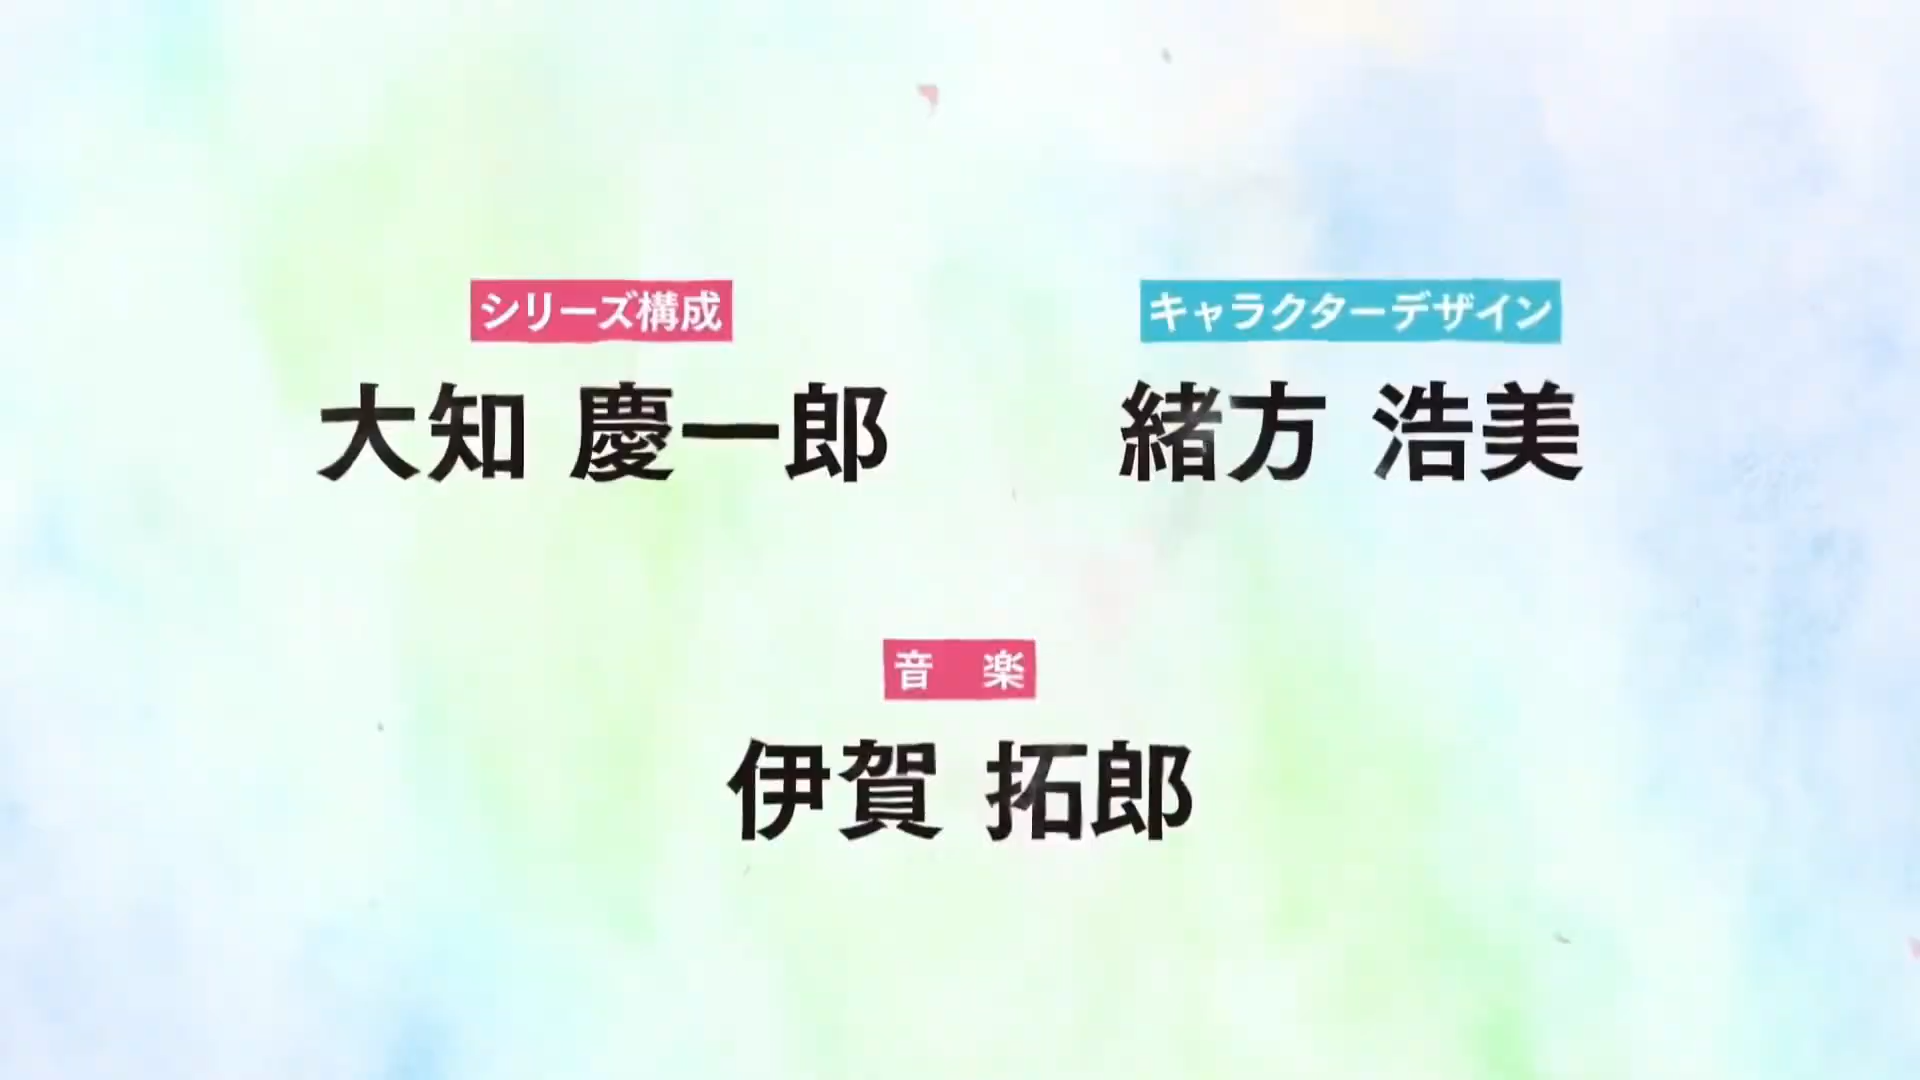 シリーズ構成
大知 慶一郎
キャラクターデザイン
緒方 浩美
音　楽
伊賀 拓郎